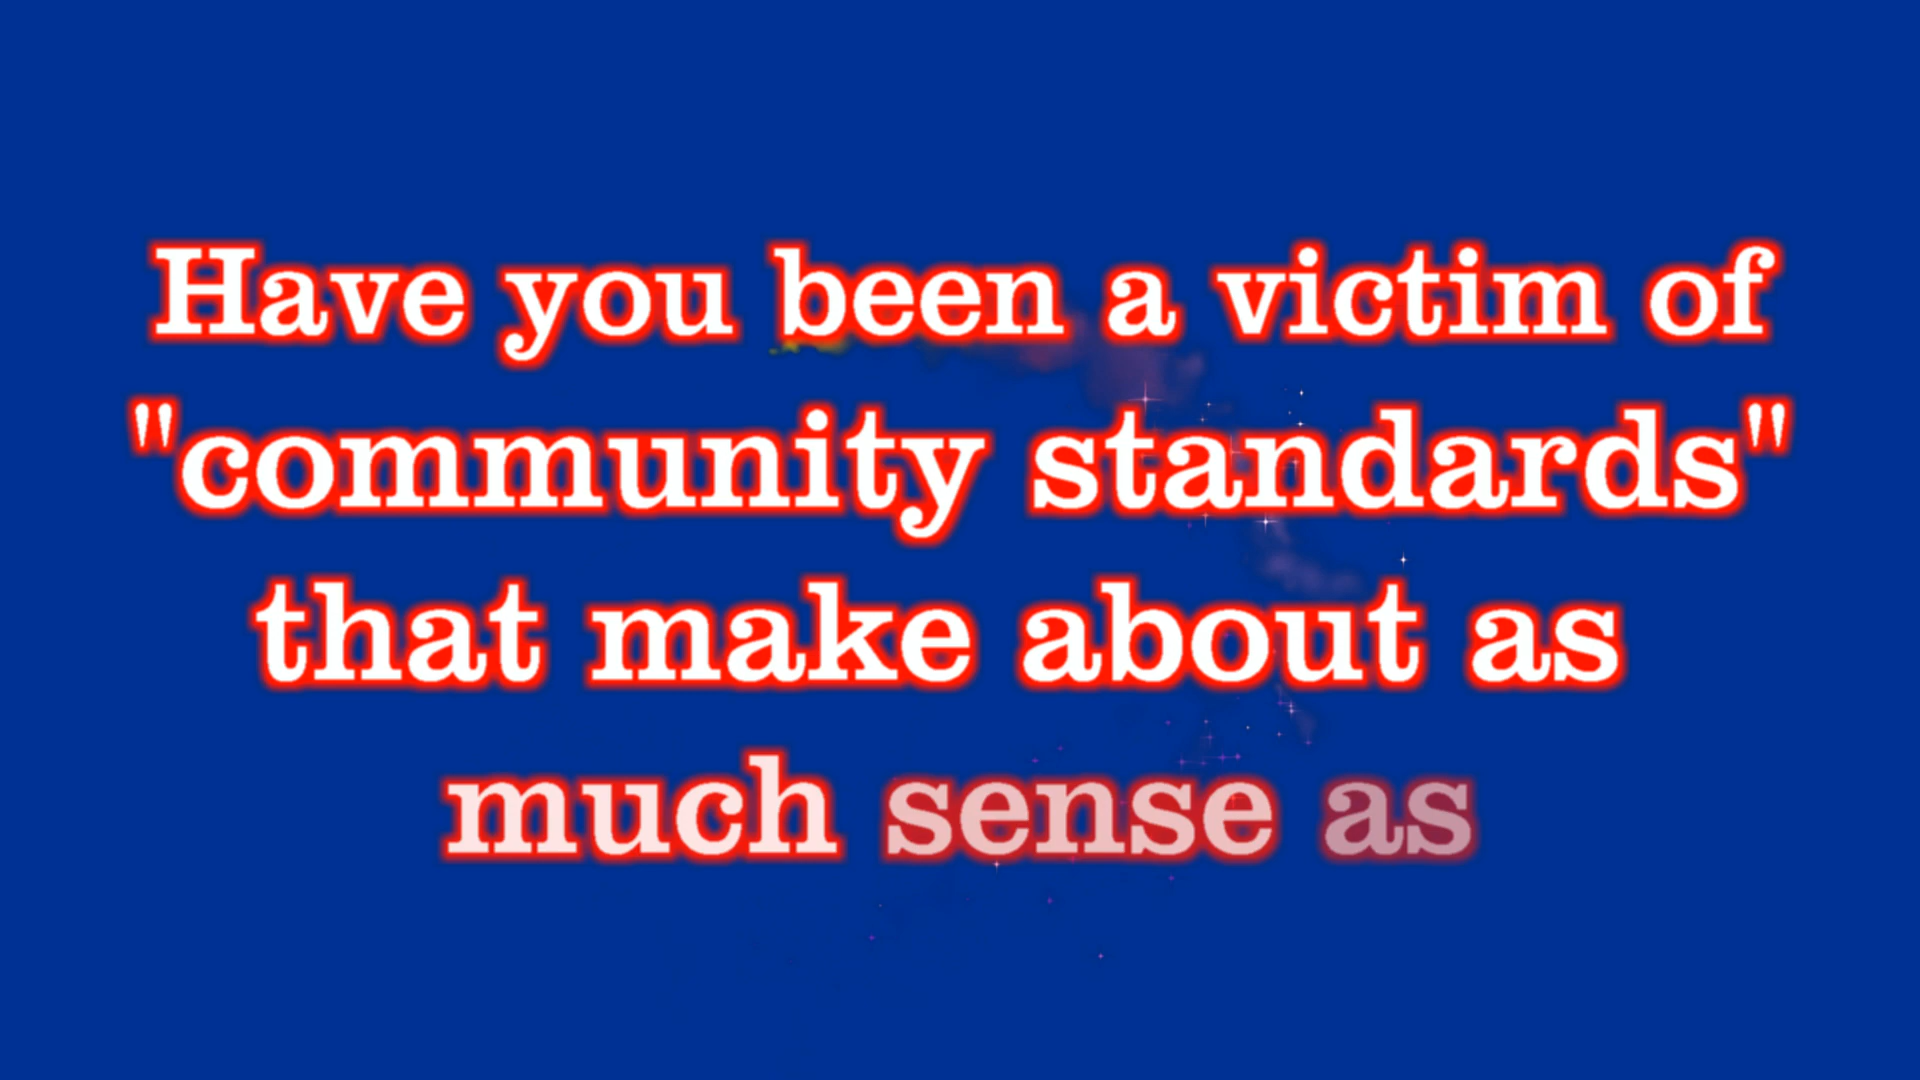 Have you been a victim of
"community standards"
that make about as
much sense as